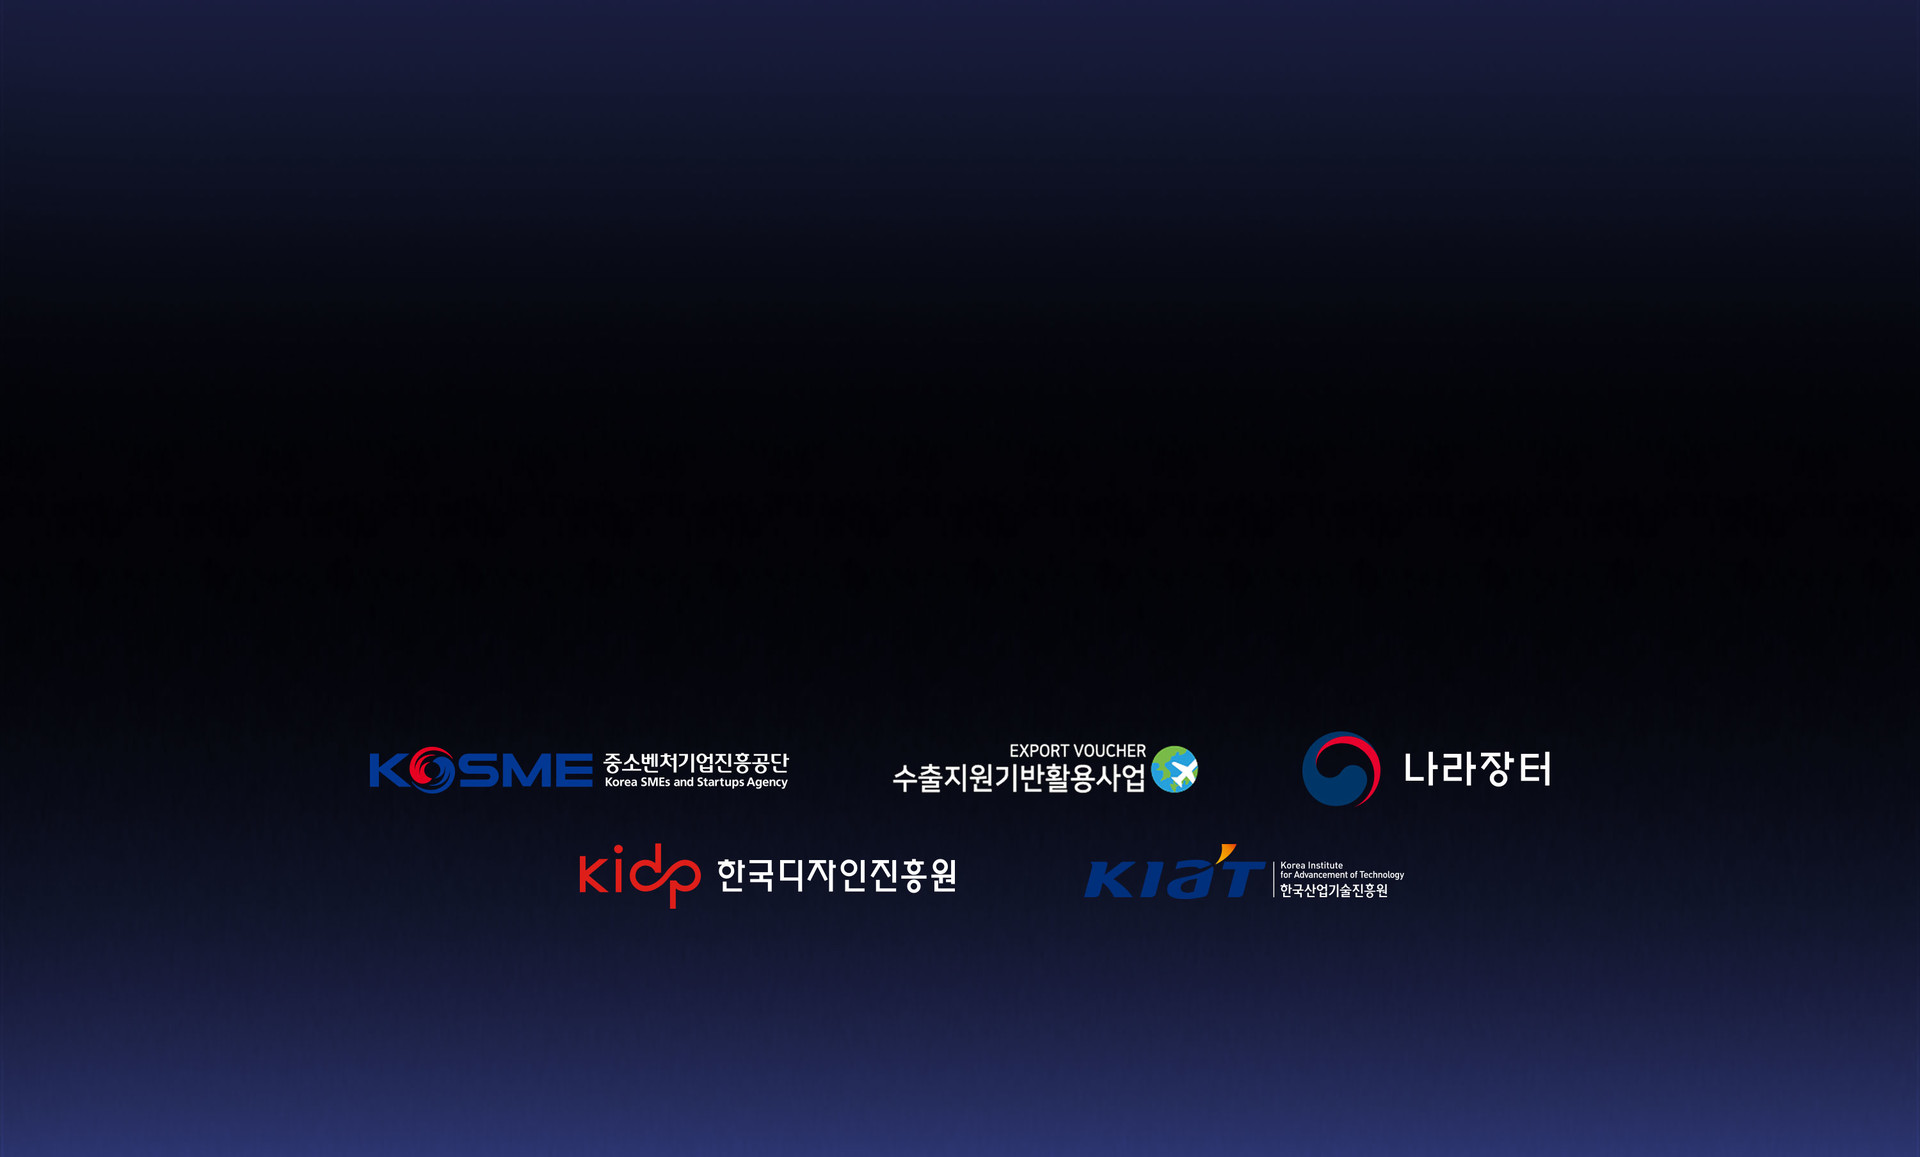 KOSME
중소벤처기업진흥공단
Korea SMEs and Startups Agency
EXPORT VOUCHER
수출지원기반활용사업
나라장터
kidp
한국디자인진흥원
KIAT
Korea Institute
for Advancement of Technology
한국산업기술진흥원